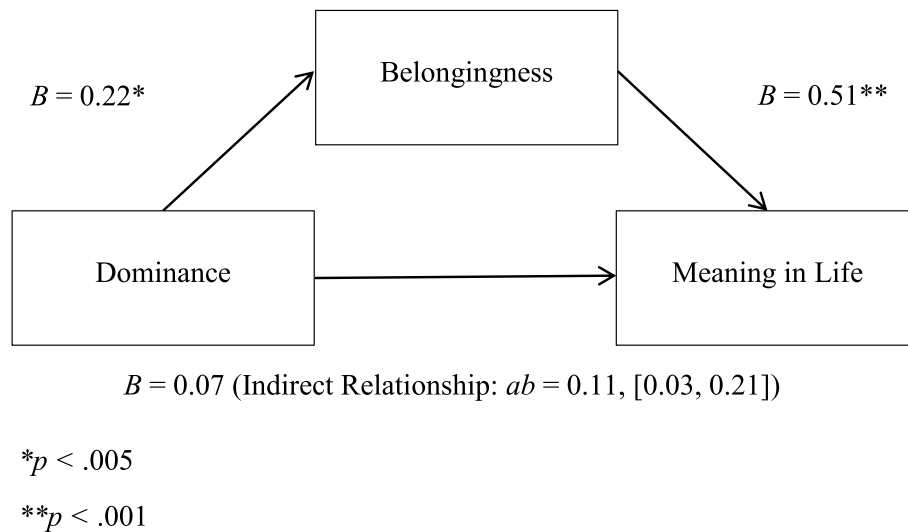 Belongingness
B = 0.22*
B = 0.51**
Dominance
Meaning in Life
B = 0.07 (Indirect Relationship: ab = 0.11, [0.03, 0.21])
*p < .005
**p < .001